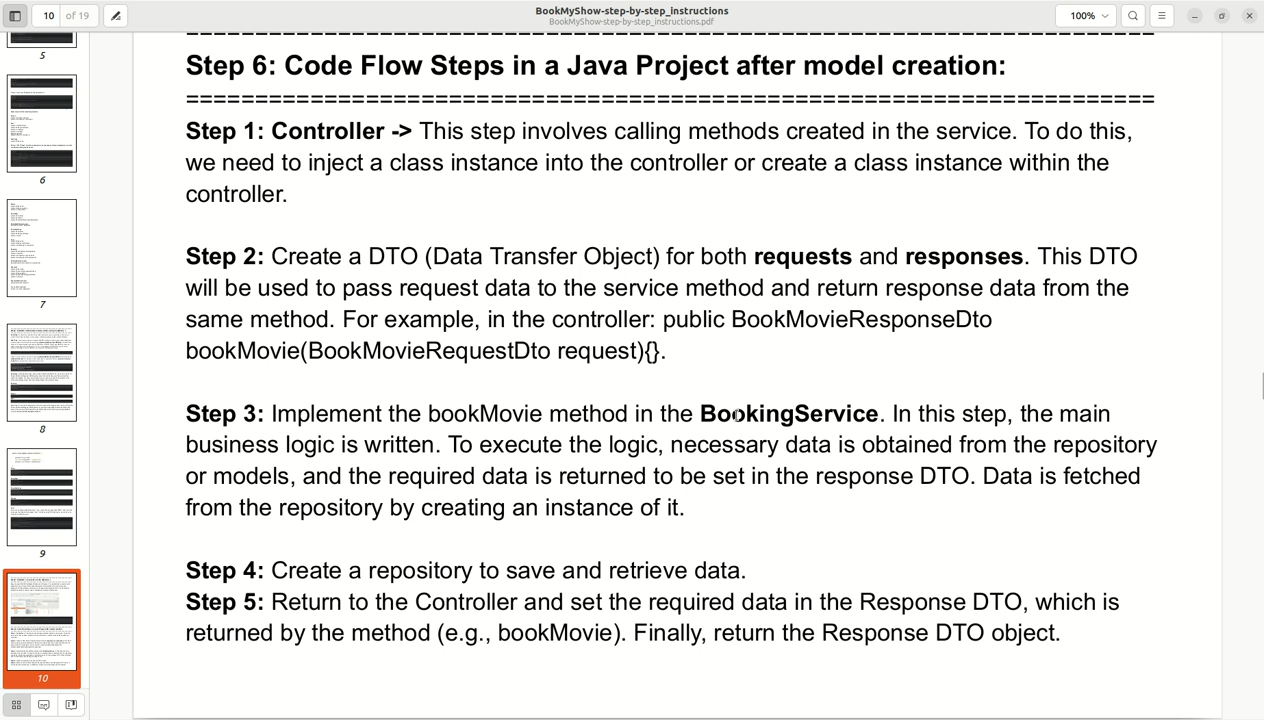 10 of 19
BookMyShow-step-by-step_instructions
BookMyShow-step-by-step_instructions.pdf
100%
5
6
7
8
9
10
Step 6: Code Flow Steps in a Java Project after model creation:
======================================================================
Step 1: Controller -> This step involves calling methods created in the service. To do this,
we need to inject a class instance into the controller or create a class instance within the
controller.
Step 2: Create a DTO (Data Transfer Object) for both requests and responses. This DTO
will be used to pass request data to the service method and return response data from the
same method. For example, in the controller: public BookMovieResponseDto
bookMovie(BookMovieRequestDto request){}.
Step 3: Implement the bookMovie method in the BookingService. In this step, the main
business logic is written. To execute the logic, necessary data is obtained from the repository
or models, and the required data is returned to be set in the response DTO. Data is fetched
from the repository by creating an instance of it.
Step 4: Create a repository to save and retrieve data.
Step 5: Return to the Controller and set the required data in the Response DTO, which is
returned by the method (e.g., bookMovie). Finally, return the Response DTO object.